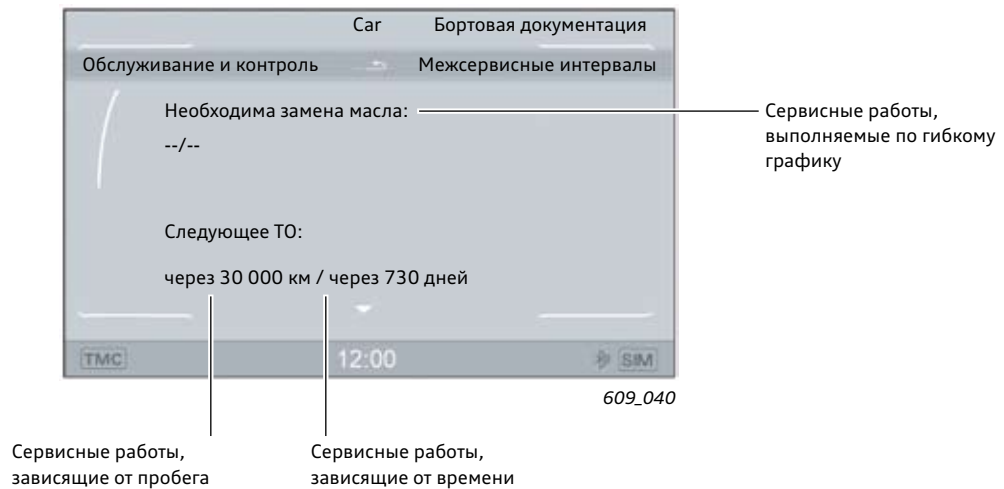 Car Бортовая документация
Обслуживание и контроль Межсервисные интервалы
Необходима замена масла:
--/--
Сервисные работы,
выполняемые по гибкому
графику
Следующее ТО:
через 30 000 км / через 730 дней
TMC 12:00 SIM
609_040
Сервисные работы,
зависящие от пробега
Сервисные работы,
зависящие от времени